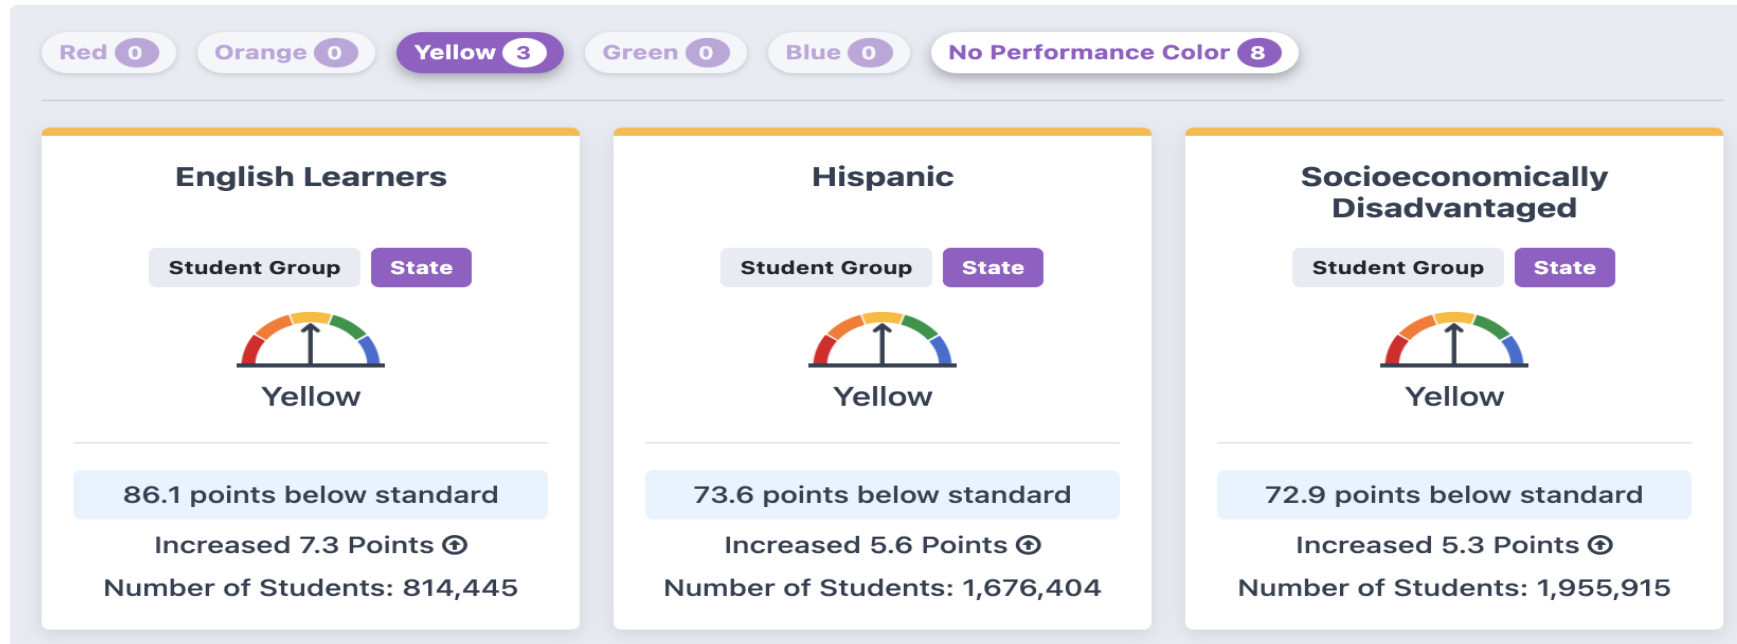 Red 0 Orange 0 Yellow 3 Green 0 Blue 0 No Performance Color 8
English Learners
Student Group State
Yellow
86.1 points below standard
Increased 7.3 Points
Number of Students: 814,445
Hispanic
Student Group State
Yellow
73.6 points below standard
Increased 5.6 Points
Number of Students: 1,676,404
Socioeconomically
Disadvantaged
Student Group State
Yellow
72.9 points below standard
Increased 5.3 Points
Number of Students: 1,955,915